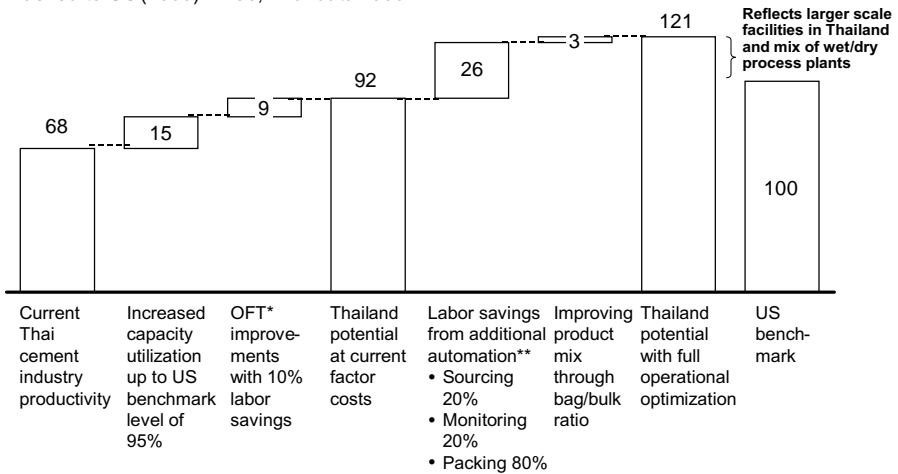 68
15
9
92
26
3
121
Reflects larger scale
facilities in Thailand
and mix of wet/dry
process plants
100
Current
Thai
cement
industry
productivity
Increased
capacity
utilization
up to US
benchmark
level of
95%
OFT*
improve-
ments
with 10%
labor
savings
Thailand
potential
at current
factor
costs
Labor savings
from additional
automation**
• Sourcing
20%
• Monitoring
20%
• Packing 80%
Improving
product
mix
through
bag/bulk
ratio
Thailand
potential
with full
operational
optimization
US
bench-
mark